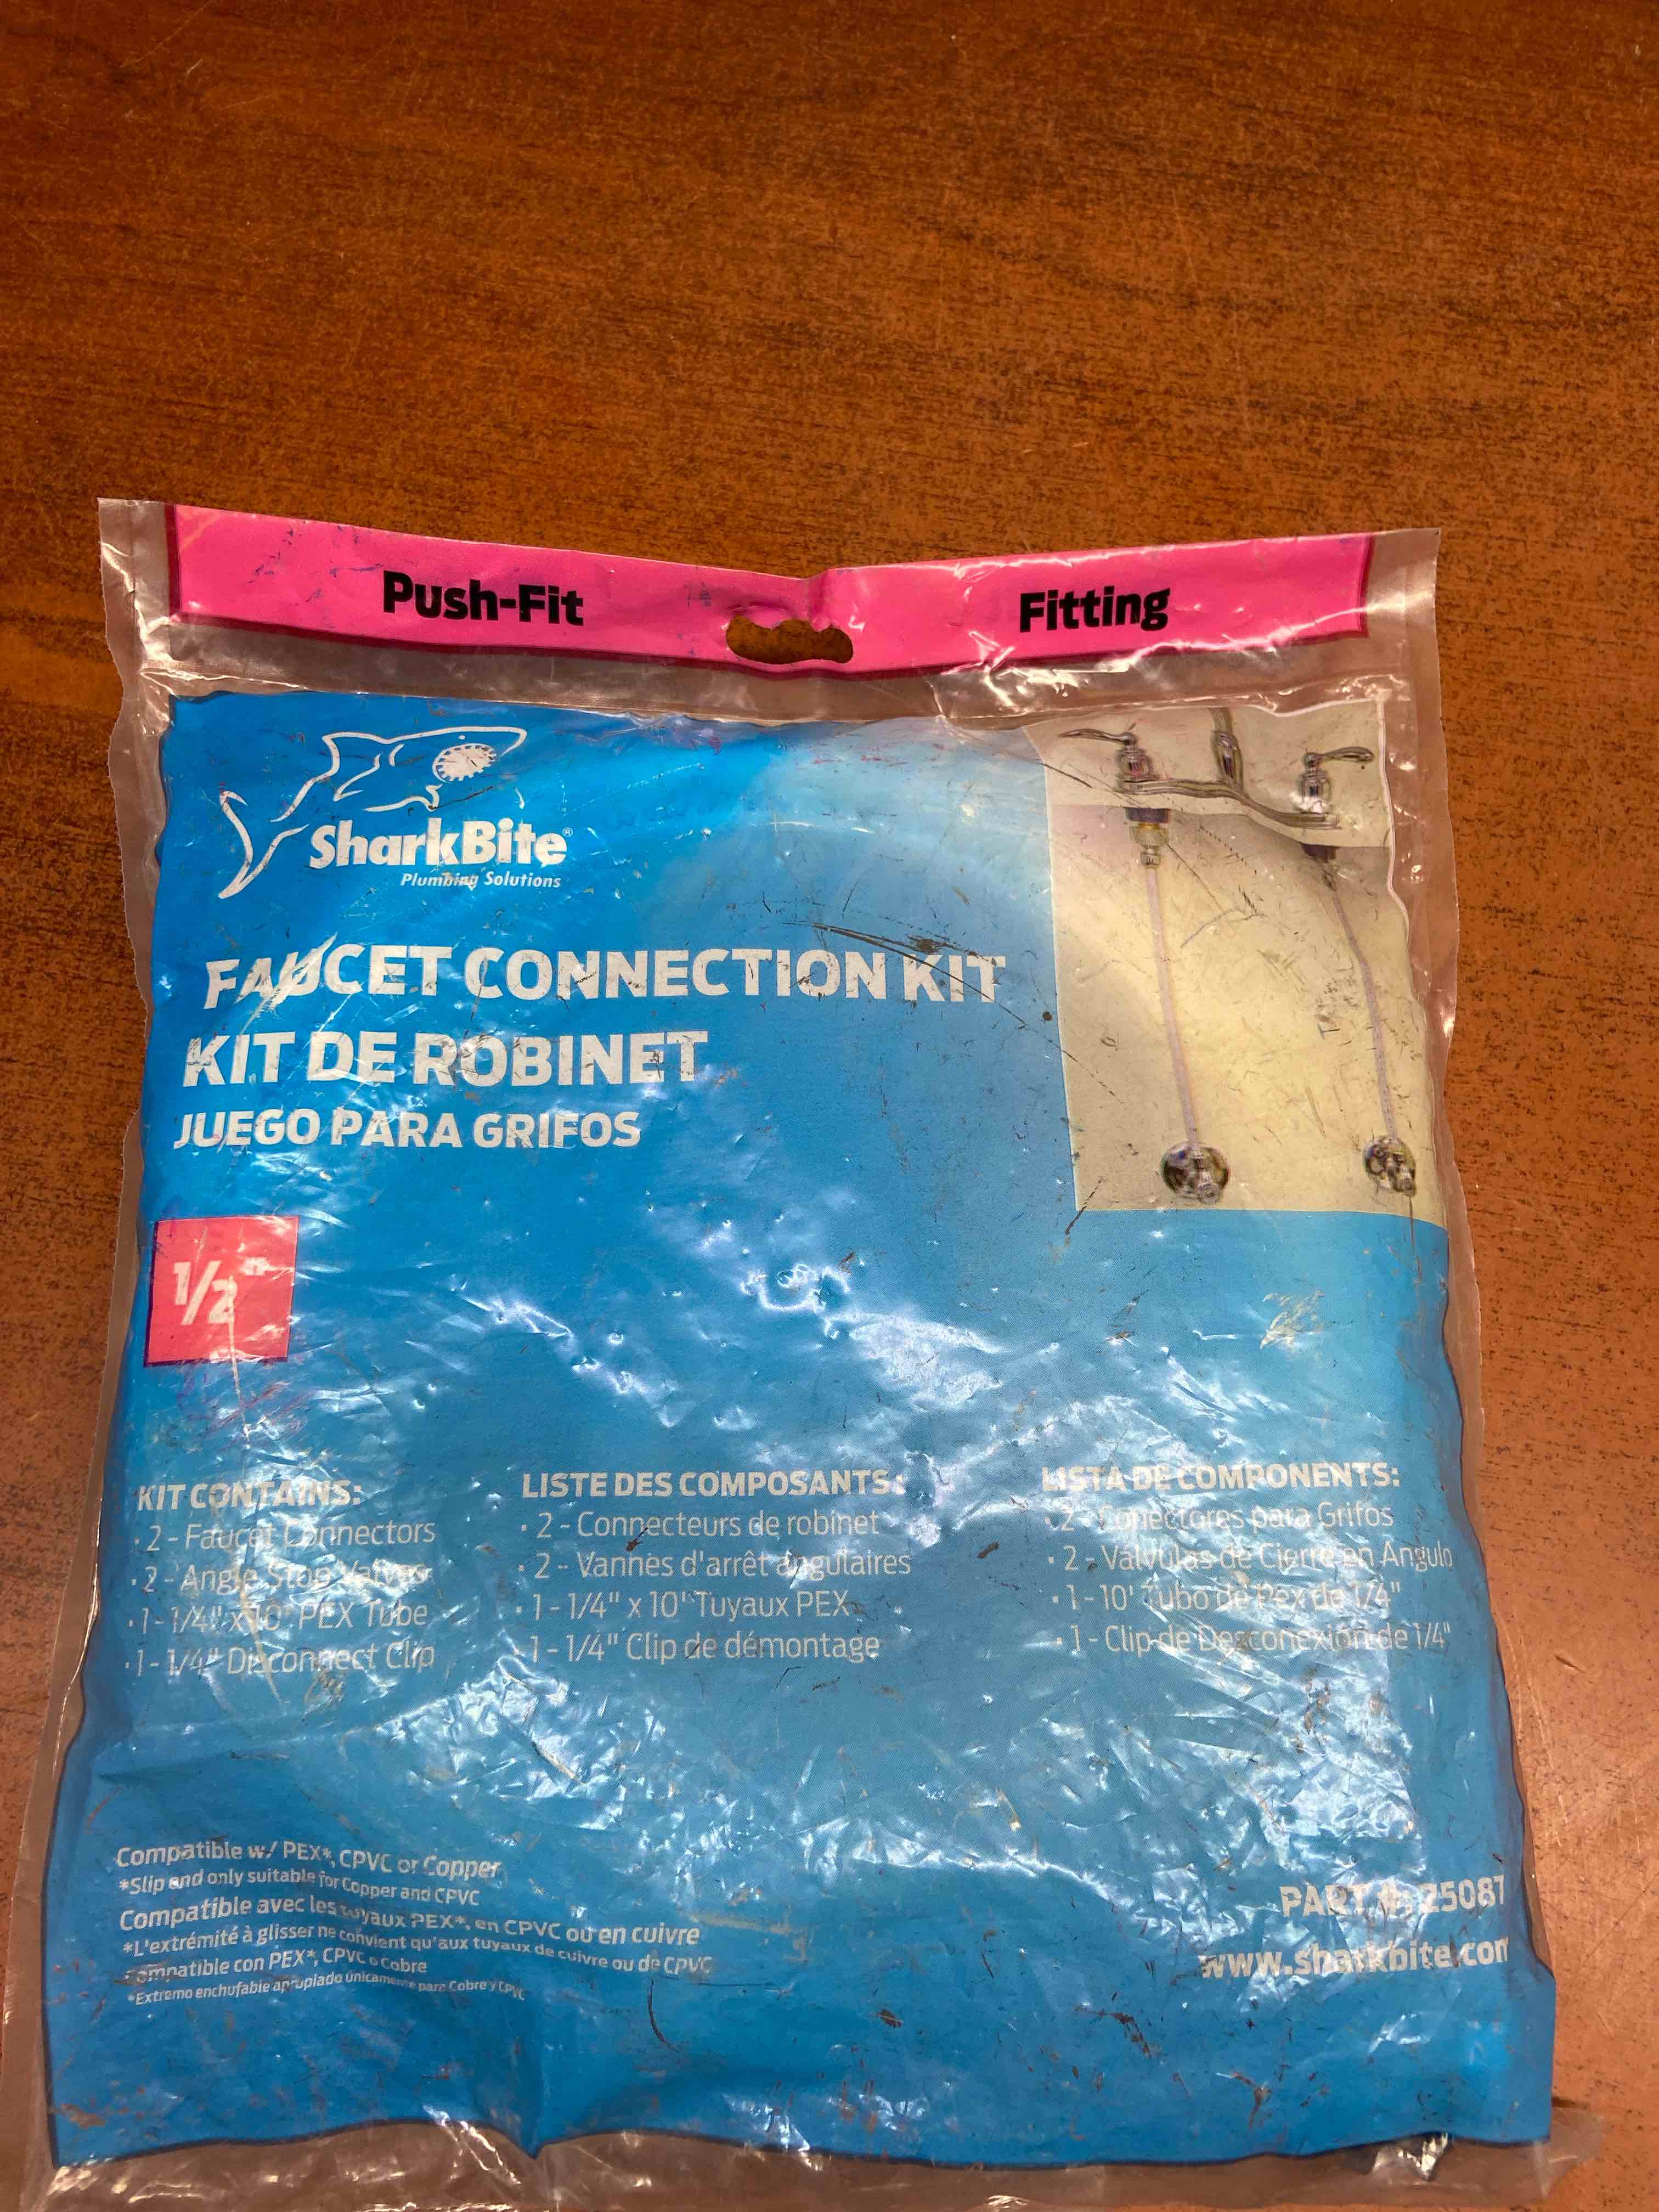 Push-Fit Fitting
SharkBite®
Plumbing Solutions
FAUCET CONNECTION KIT
KIT DE ROBINET
JUEGO PARA GRIFOS
1/2"
KIT CONTAINS:
· 2 - Faucet Connectors
· 2 - Angle Stop Valves
· 1 - 1/4" x 10' PEX Tube
· 1 - 1/4" Disconnect Clip
LISTE DES COMPOSANTS:
· 2 - Connecteurs de robinet
· 2 - Vannes d'arrêt angulaires
· 1 - 1/4" x 10' Tuyaux PEX
· 1 - 1/4" Clip de démontage
LISTA DE COMPONENTS:
· 2 - Conectores para Grifos
· 2 - Válvulas de Cierre en Angulo
· 1 - 10' Tubo de Pex de 1/4"
· 1 - Clip de Desconexión de 1/4"
Compatible w/ PEX*, CPVC or Copper
*Slip end only suitable for Copper and CPVC
Compatible avec les tuyaux PEX*, en CPVC ou en cuivre
*L'extrémité à glisser ne convient qu'aux tuyaux de cuivre ou de CPVC
Compatible con PEX*, CPVC o Cobre
*Extremo enchufable apropiado únicamente para Cobre y CPVC
PART #: 25087
www.sharkbite.com